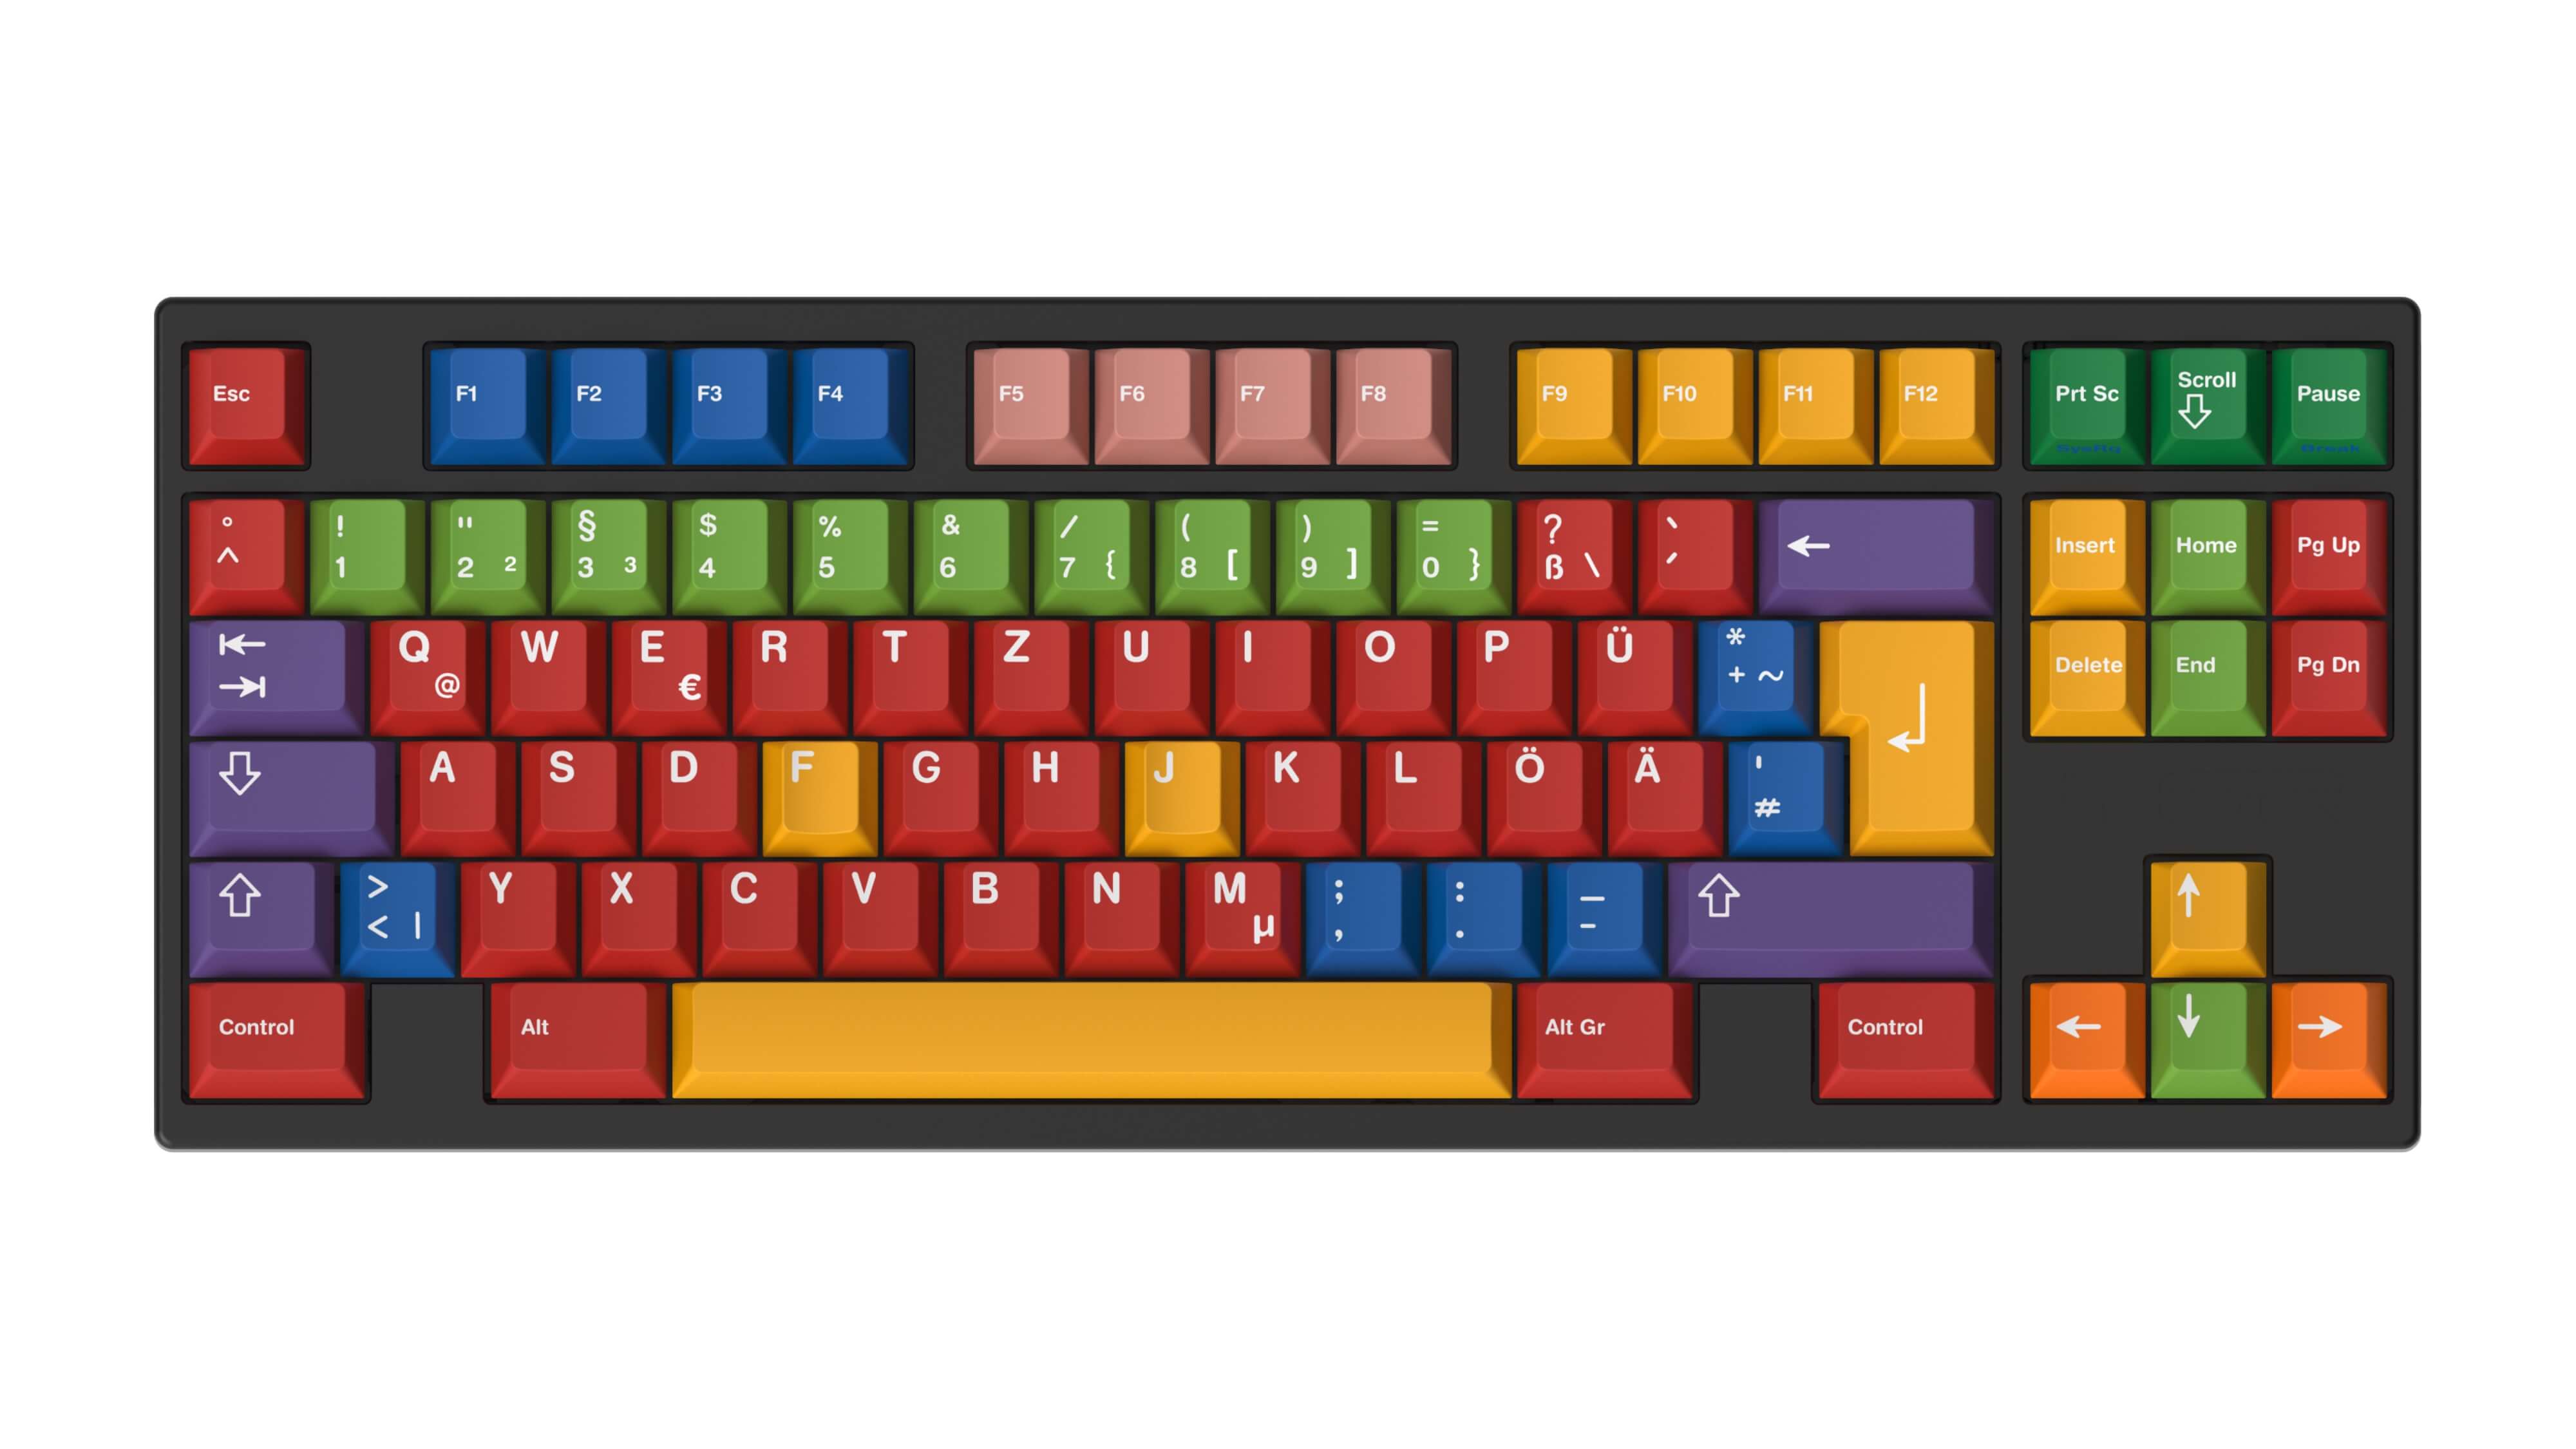 Esc F1 F2 F3 F4 F5 F6 F7 F8 F9 F10 F11 F12 Prt Sc Scroll ⇩ Pause
SysRq Break
° ! " § $ % & / ( ) = ? `
^ 1 2 ² 3 ³ 4 5 6 7 { 8 [ 9 ] 0 } ß \ ´ ← Insert Home Pg Up
⇤ Q W E R T Z U I O P Ü *
⇥ @ € + ~ ↵ Delete End Pg Dn
⇩ A S D F G H J K L Ö Ä '
#
⇧ > Y X C V B N M ; : _ ⇧ ↑
< | µ , . -
Control Alt Alt Gr Control ← ↓ →